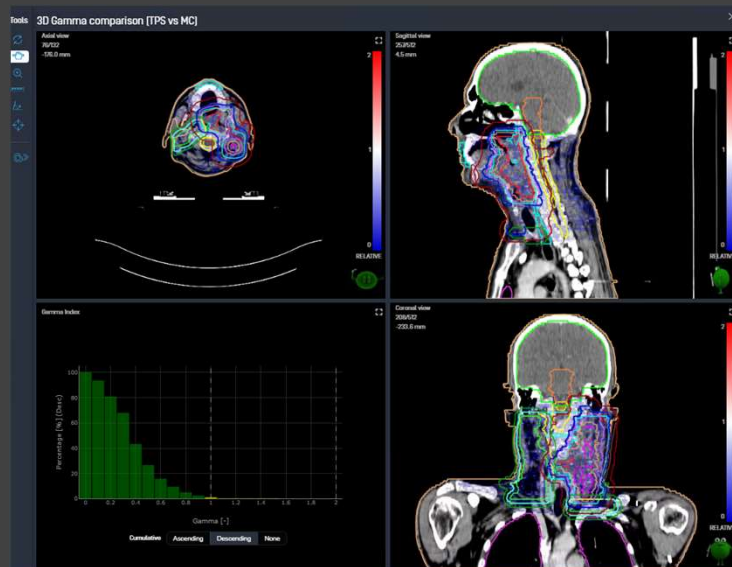 Tools
3D Gamma comparison (TPS vs MC)
Axial view
76/132
-176.0 mm
2
1
0
RELATIVE
Sagittal view
253/512
4.5 mm
2
1
0
RELATIVE
Gamma Index
Percentage [%] (Desc)
100
80
60
40
20
0
0
0.2
0.4
0.6
0.8
1.0
1.2
1.4
1.6
1.8
2
Gamma [-]
Cumulative
Ascending
Descending
None
Coronal view
208/512
-233.6 mm
2
1
0
RELATIVE